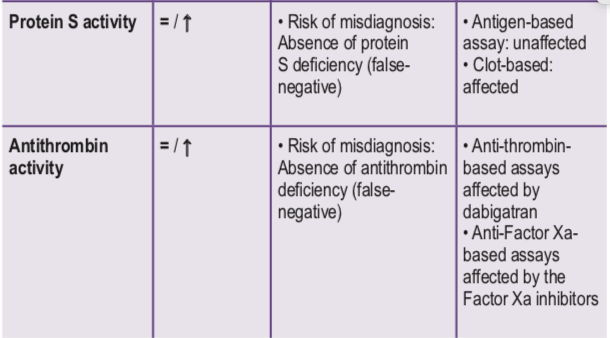 Protein S activity
= / ↑
• Risk of misdiagnosis:
Absence of protein
S deficiency (false-
negative)
• Antigen-based
assay: unaffected
• Clot-based:
affected
Antithrombin
activity
= / ↑
• Risk of misdiagnosis:
Absence of antithrombin
deficiency (false-
negative)
• Anti-thrombin-
based assays
affected by
dabigatran
• Anti-Factor Xa-
based assays
affected by the
Factor Xa inhibitors